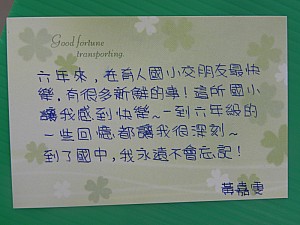 Good fortune
transporting.
六年來，在育人國小交朋友最快
樂，有很多新鮮的事！這所國小
讓我感到快樂～一到六年級的
一些回憶都讓我很深刻～
到了國中，我永遠不會忘記！
黃嘉雯